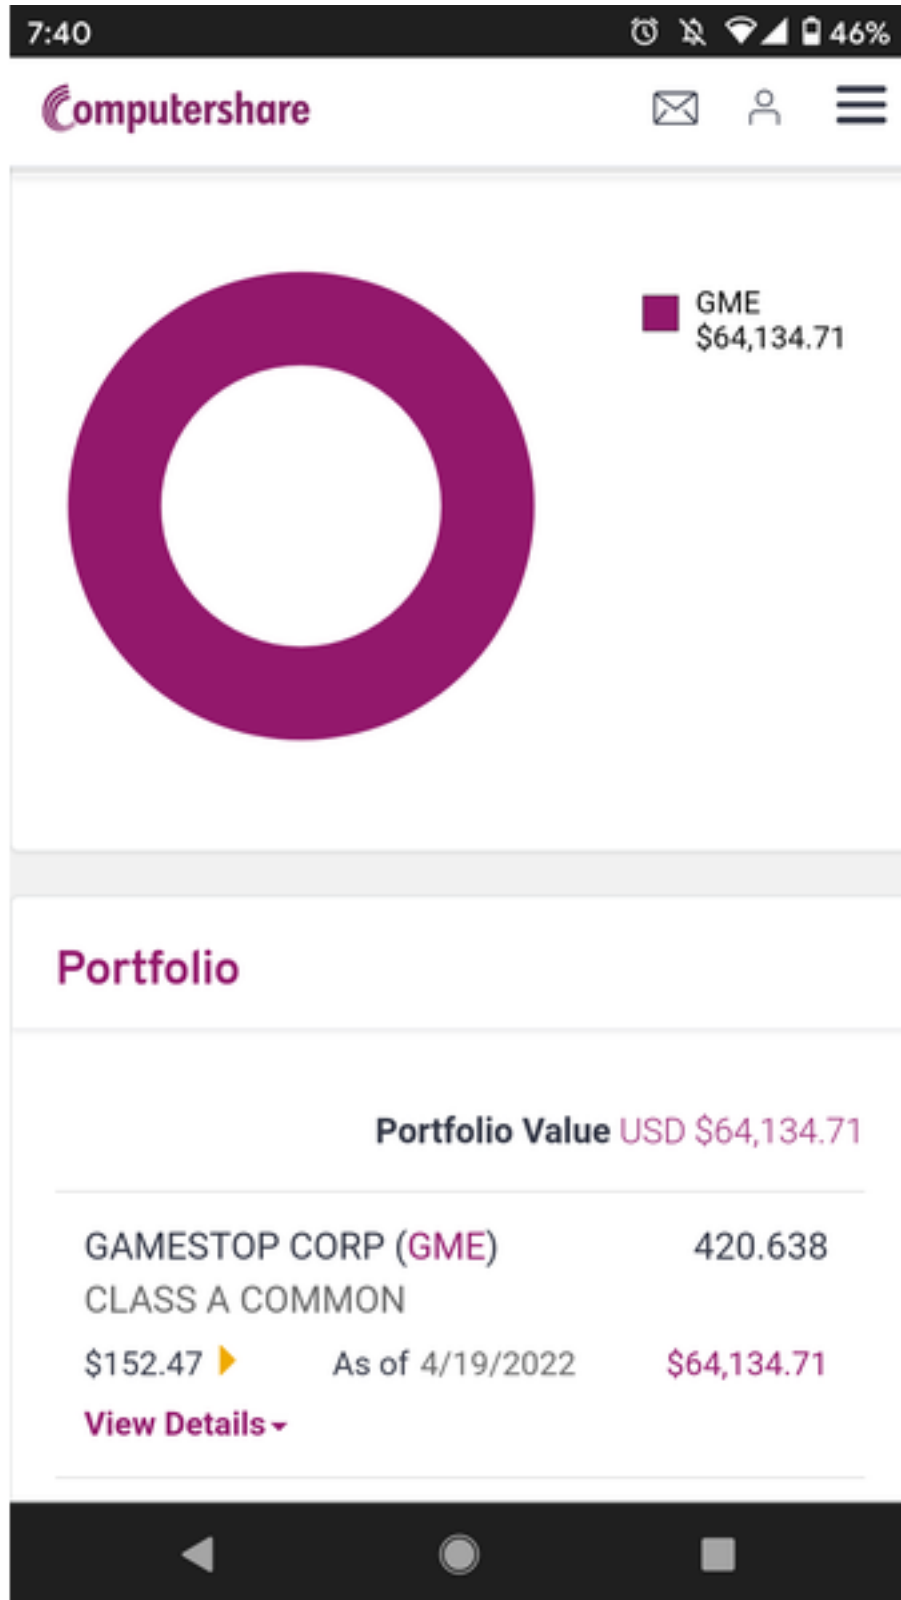 7:40 46%
Computershare
GME
$64,134.71
Portfolio
Portfolio Value USD $64,134.71
GAMESTOP CORP (GME) 420.638
CLASS A COMMON
$152.47 As of 4/19/2022 $64,134.71
View Details